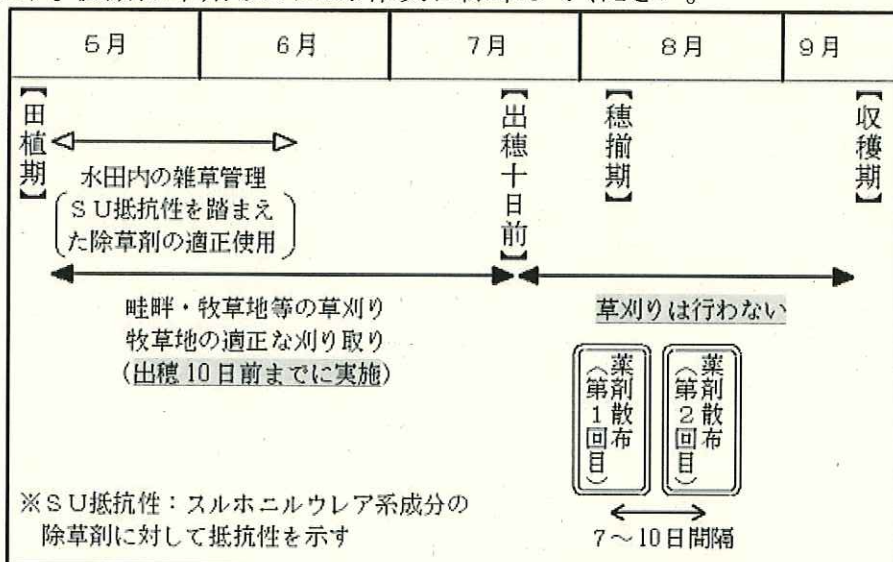 5月 6月 7月 8月 9月
【田植期】
【出穂十日前】
【穂揃期】
【収穫期】
水田内の雑草管理
(SU抵抗性を踏まえ
た除草剤の適正使用)
畦畔・牧草地等の草刈り
牧草地の適正な刈り取り
(出穂10日前までに実施)
草刈りは行わない
薬剤散布
(第1回目)
薬剤散布
(第2回目)
7~10日間隔
※SU抵抗性:スルホニルウレア系成分の
除草剤に対して抵抗性を示す